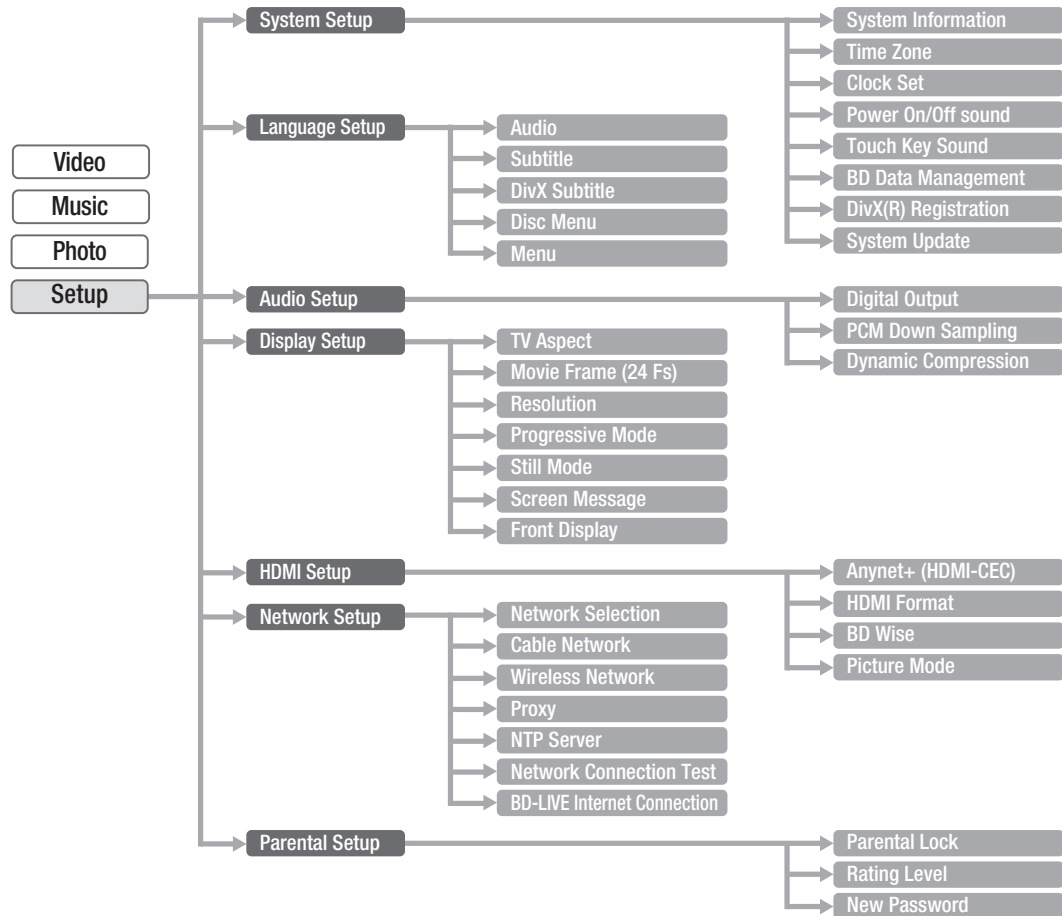 Video
Music
Photo
Setup
System Setup
System Information
Time Zone
Clock Set
Power On/Off sound
Touch Key Sound
BD Data Management
DivX(R) Registration
System Update
Language Setup
Audio
Subtitle
DivX Subtitle
Disc Menu
Menu
Audio Setup
Digital Output
PCM Down Sampling
Dynamic Compression
Display Setup
TV Aspect
Movie Frame (24 Fs)
Resolution
Progressive Mode
Still Mode
Screen Message
Front Display
HDMI Setup
Anynet+ (HDMI-CEC)
HDMI Format
BD Wise
Picture Mode
Network Setup
Network Selection
Cable Network
Wireless Network
Proxy
NTP Server
Network Connection Test
BD-LIVE Internet Connection
Parental Setup
Parental Lock
Rating Level
New Password